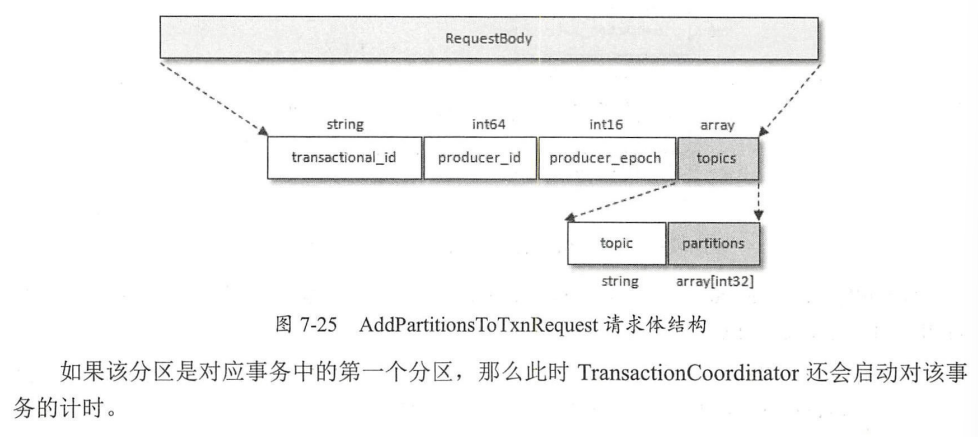 RequestBody
string int64 int16 array
transactional_id producer_id producer_epoch topics
topic partitions
string array[int32]
图 7-25 AddPartitionsToTxnRequest 请求体结构
如果该分区是对应事务中的第一个分区，那么此时 TransactionCoordinator 还会启动对该事
务的计时。